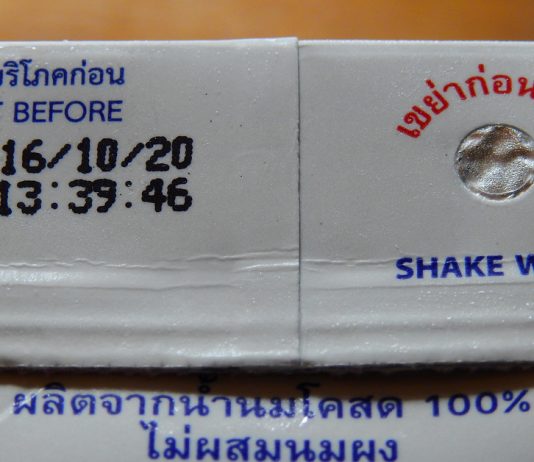 บริโภคก่อน
BEFORE
16/10/20
13:39:46
เขย่าก่อน
SHAKE
ผลิตจากน้ำนมโคสด 100%
ไม่ผสมนมผง